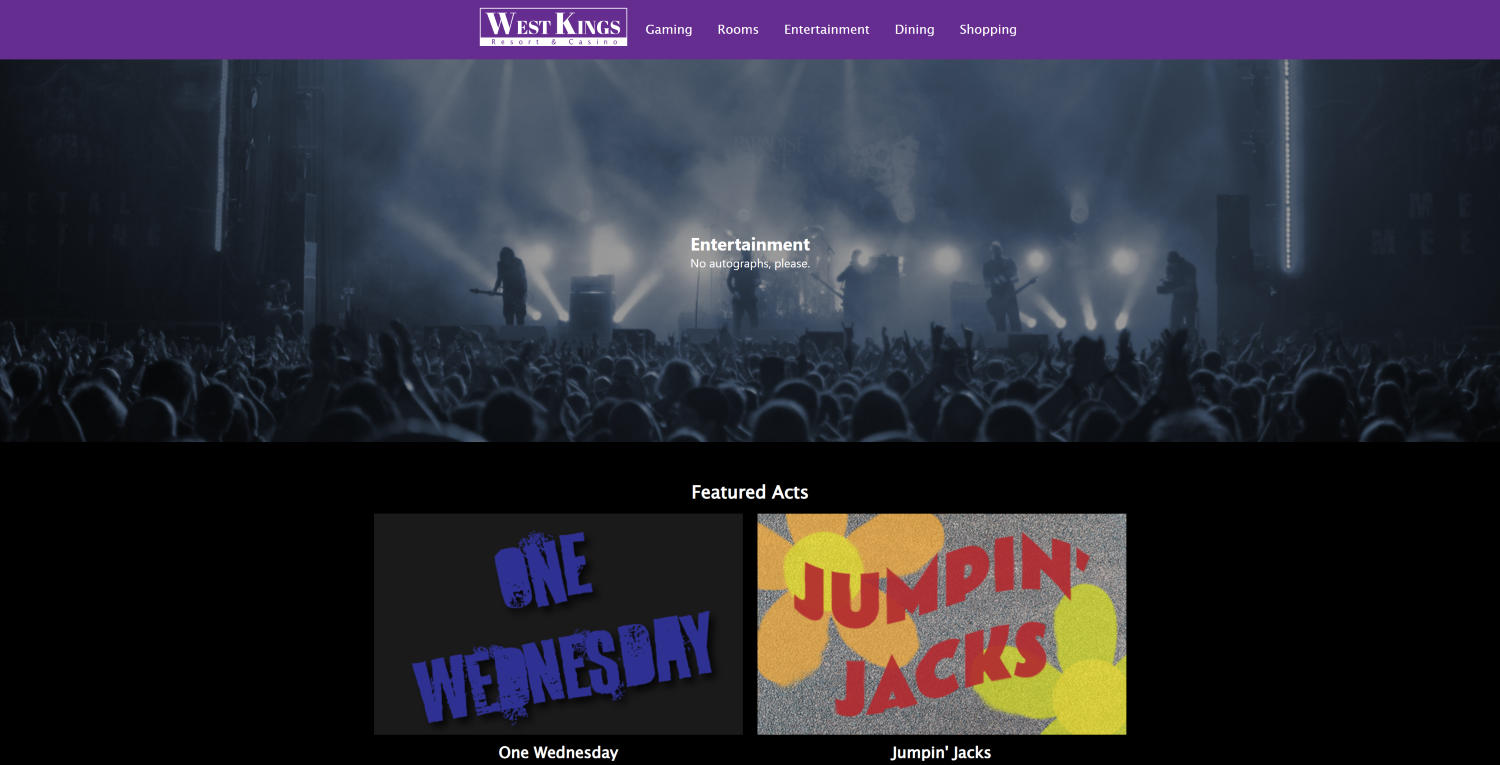 WEST KINGS
Resort & Casino
Gaming Rooms Entertainment Dining Shopping
Entertainment
No autographs, please.
Featured Acts
ONE
WEDNESDAY
JUMPIN'
JACKS
One Wednesday
Jumpin' Jacks